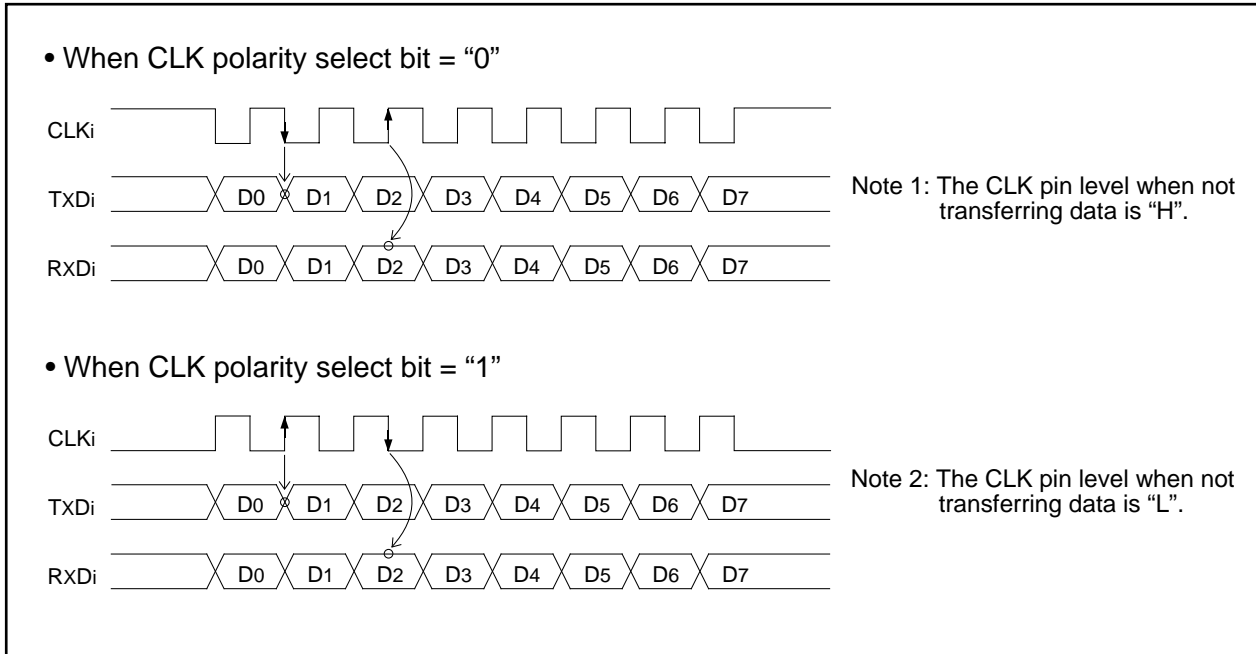 • When CLK polarity select bit = “0”
CLKi
TXDi D0 D1 D2 D3 D4 D5 D6 D7
RXDi D0 D1 D2 D3 D4 D5 D6 D7
Note 1: The CLK pin level when not
transferring data is “H”.
• When CLK polarity select bit = “1”
CLKi
TXDi D0 D1 D2 D3 D4 D5 D6 D7
RXDi D0 D1 D2 D3 D4 D5 D6 D7
Note 2: The CLK pin level when not
transferring data is “L”.